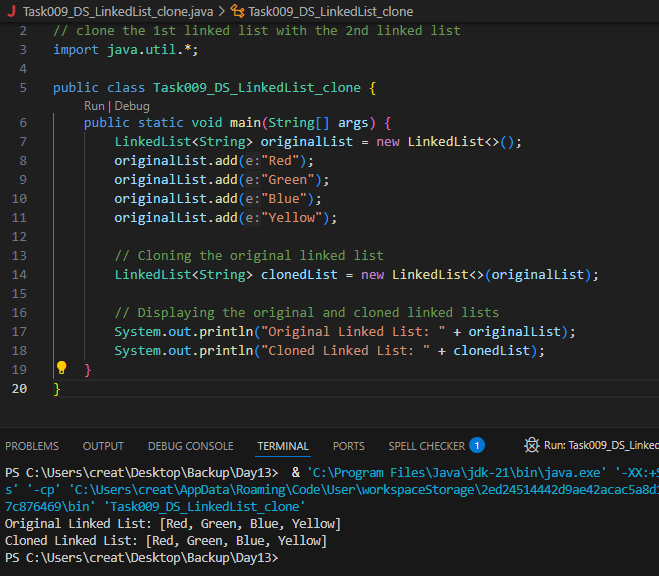 Task009_DS_LinkedList_clone.java > Task009_DS_LinkedList_clone
2 // clone the 1st linked list with the 2nd linked list
3 import java.util.*;
4
5 public class Task009_DS_LinkedList_clone {
Run | Debug
6 public static void main(String[] args) {
7 LinkedList<String> originalList = new LinkedList<>();
8 originalList.add(e:"Red");
9 originalList.add(e:"Green");
10 originalList.add(e:"Blue");
11 originalList.add(e:"Yellow");
12
13 // Cloning the original linked list
14 LinkedList<String> clonedList = new LinkedList<>(originalList);
15
16 // Displaying the original and cloned linked lists
17 System.out.println("Original Linked List: " + originalList);
18 System.out.println("Cloned Linked List: " + clonedList);
19 }
20 }
PROBLEMS OUTPUT DEBUG CONSOLE TERMINAL PORTS SPELL CHECKER 1 Run: Task009_DS_Linked
PS C:\Users\creat\Desktop\Backup\Day13> & 'C:\Program Files\Java\jdk-21\bin\java.exe' '-XX:+S
s' '-cp' 'C:\Users\creat\AppData\Roaming\Code\User\workspaceStorage\2ed24514442d9ae42acac5a8d
7c876469\bin' 'Task009_DS_LinkedList_clone'
Original Linked List: [Red, Green, Blue, Yellow]
Cloned Linked List: [Red, Green, Blue, Yellow]
PS C:\Users\creat\Desktop\Backup\Day13>